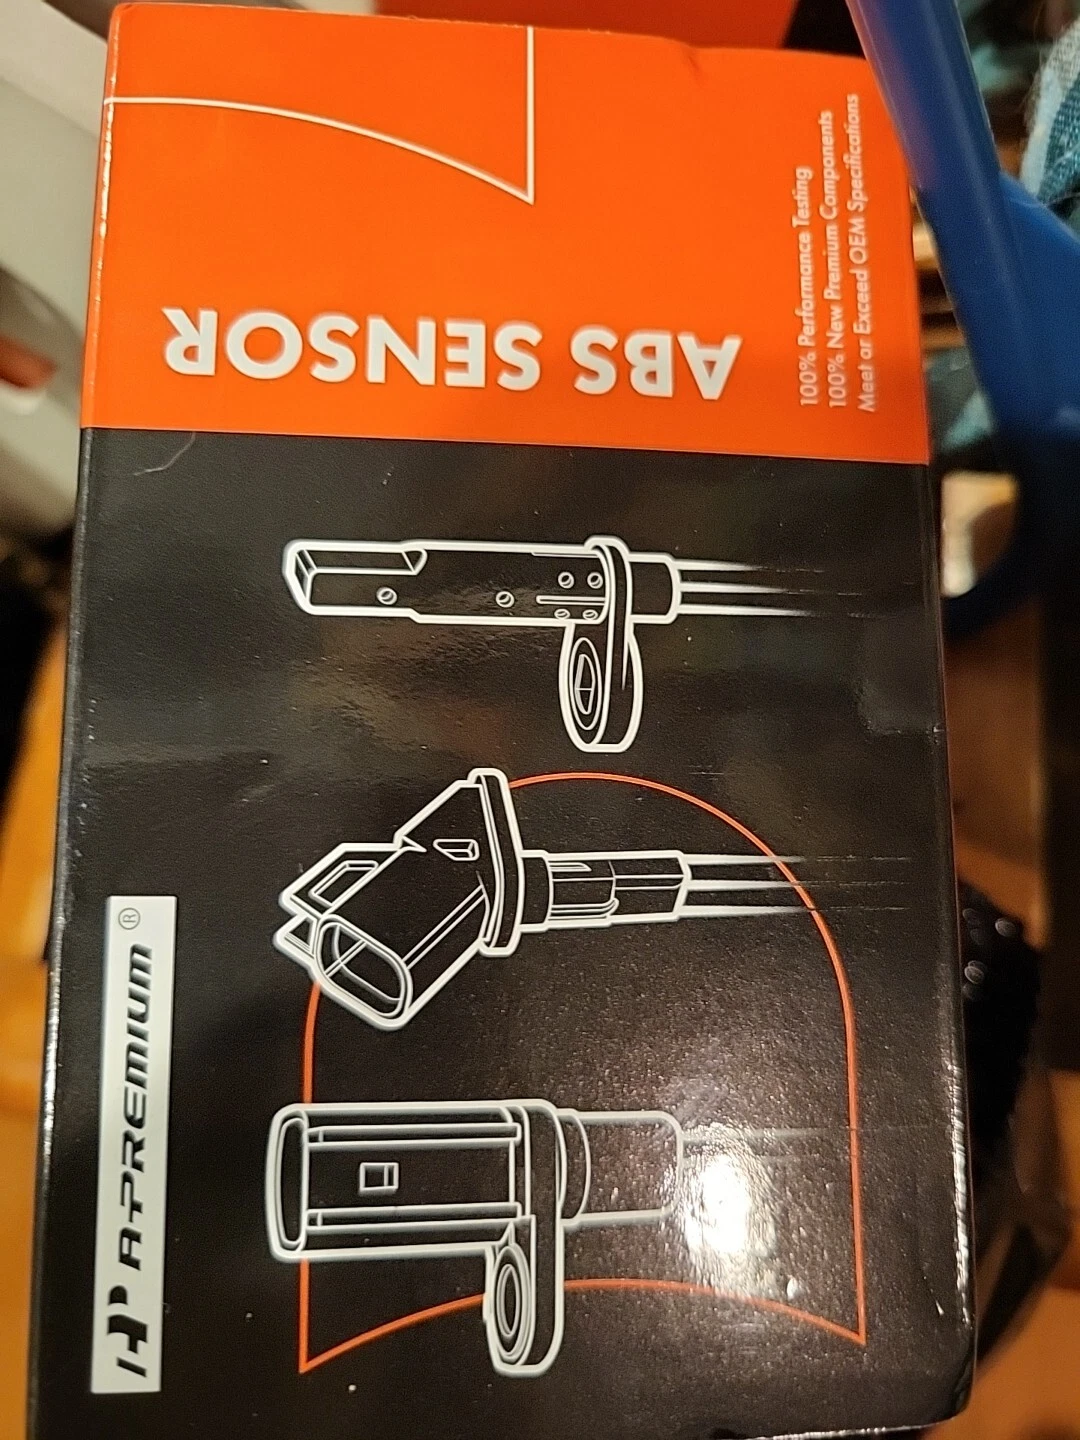 ABS SENSOR
100% Performance Testing
100% New Premium Components
Meet or Exceed OEM Specifications
A-PREMIUM®